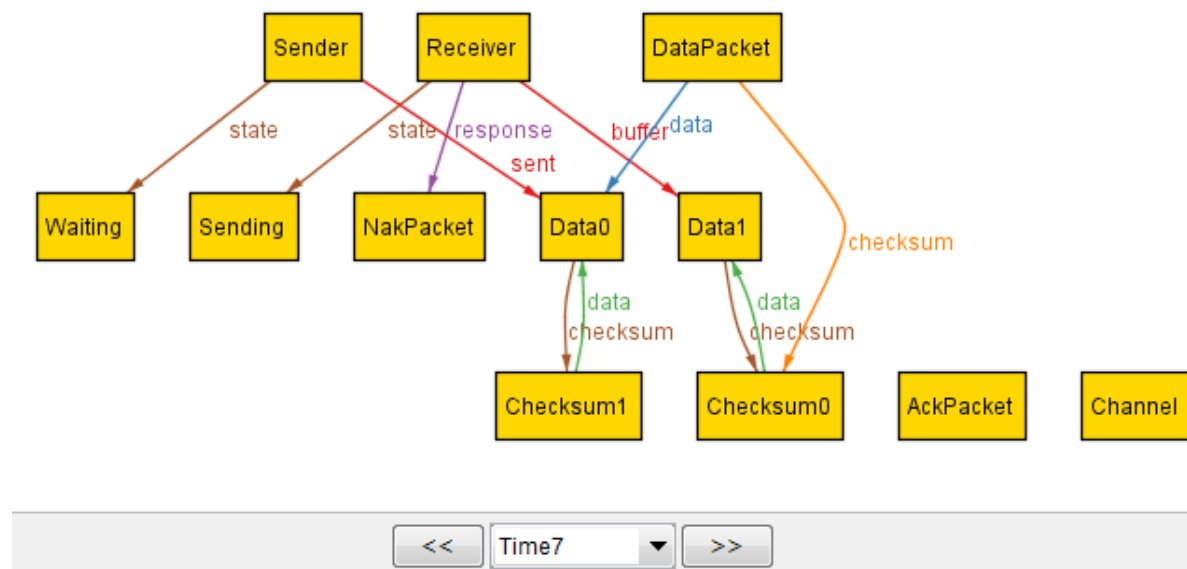 Sender Receiver DataPacket
state state response buffer data
sent
Waiting Sending NakPacket Data0 Data1
checksum
data data
checksum checksum
Checksum1 Checksum0 AckPacket Channel
<< Time7 >>